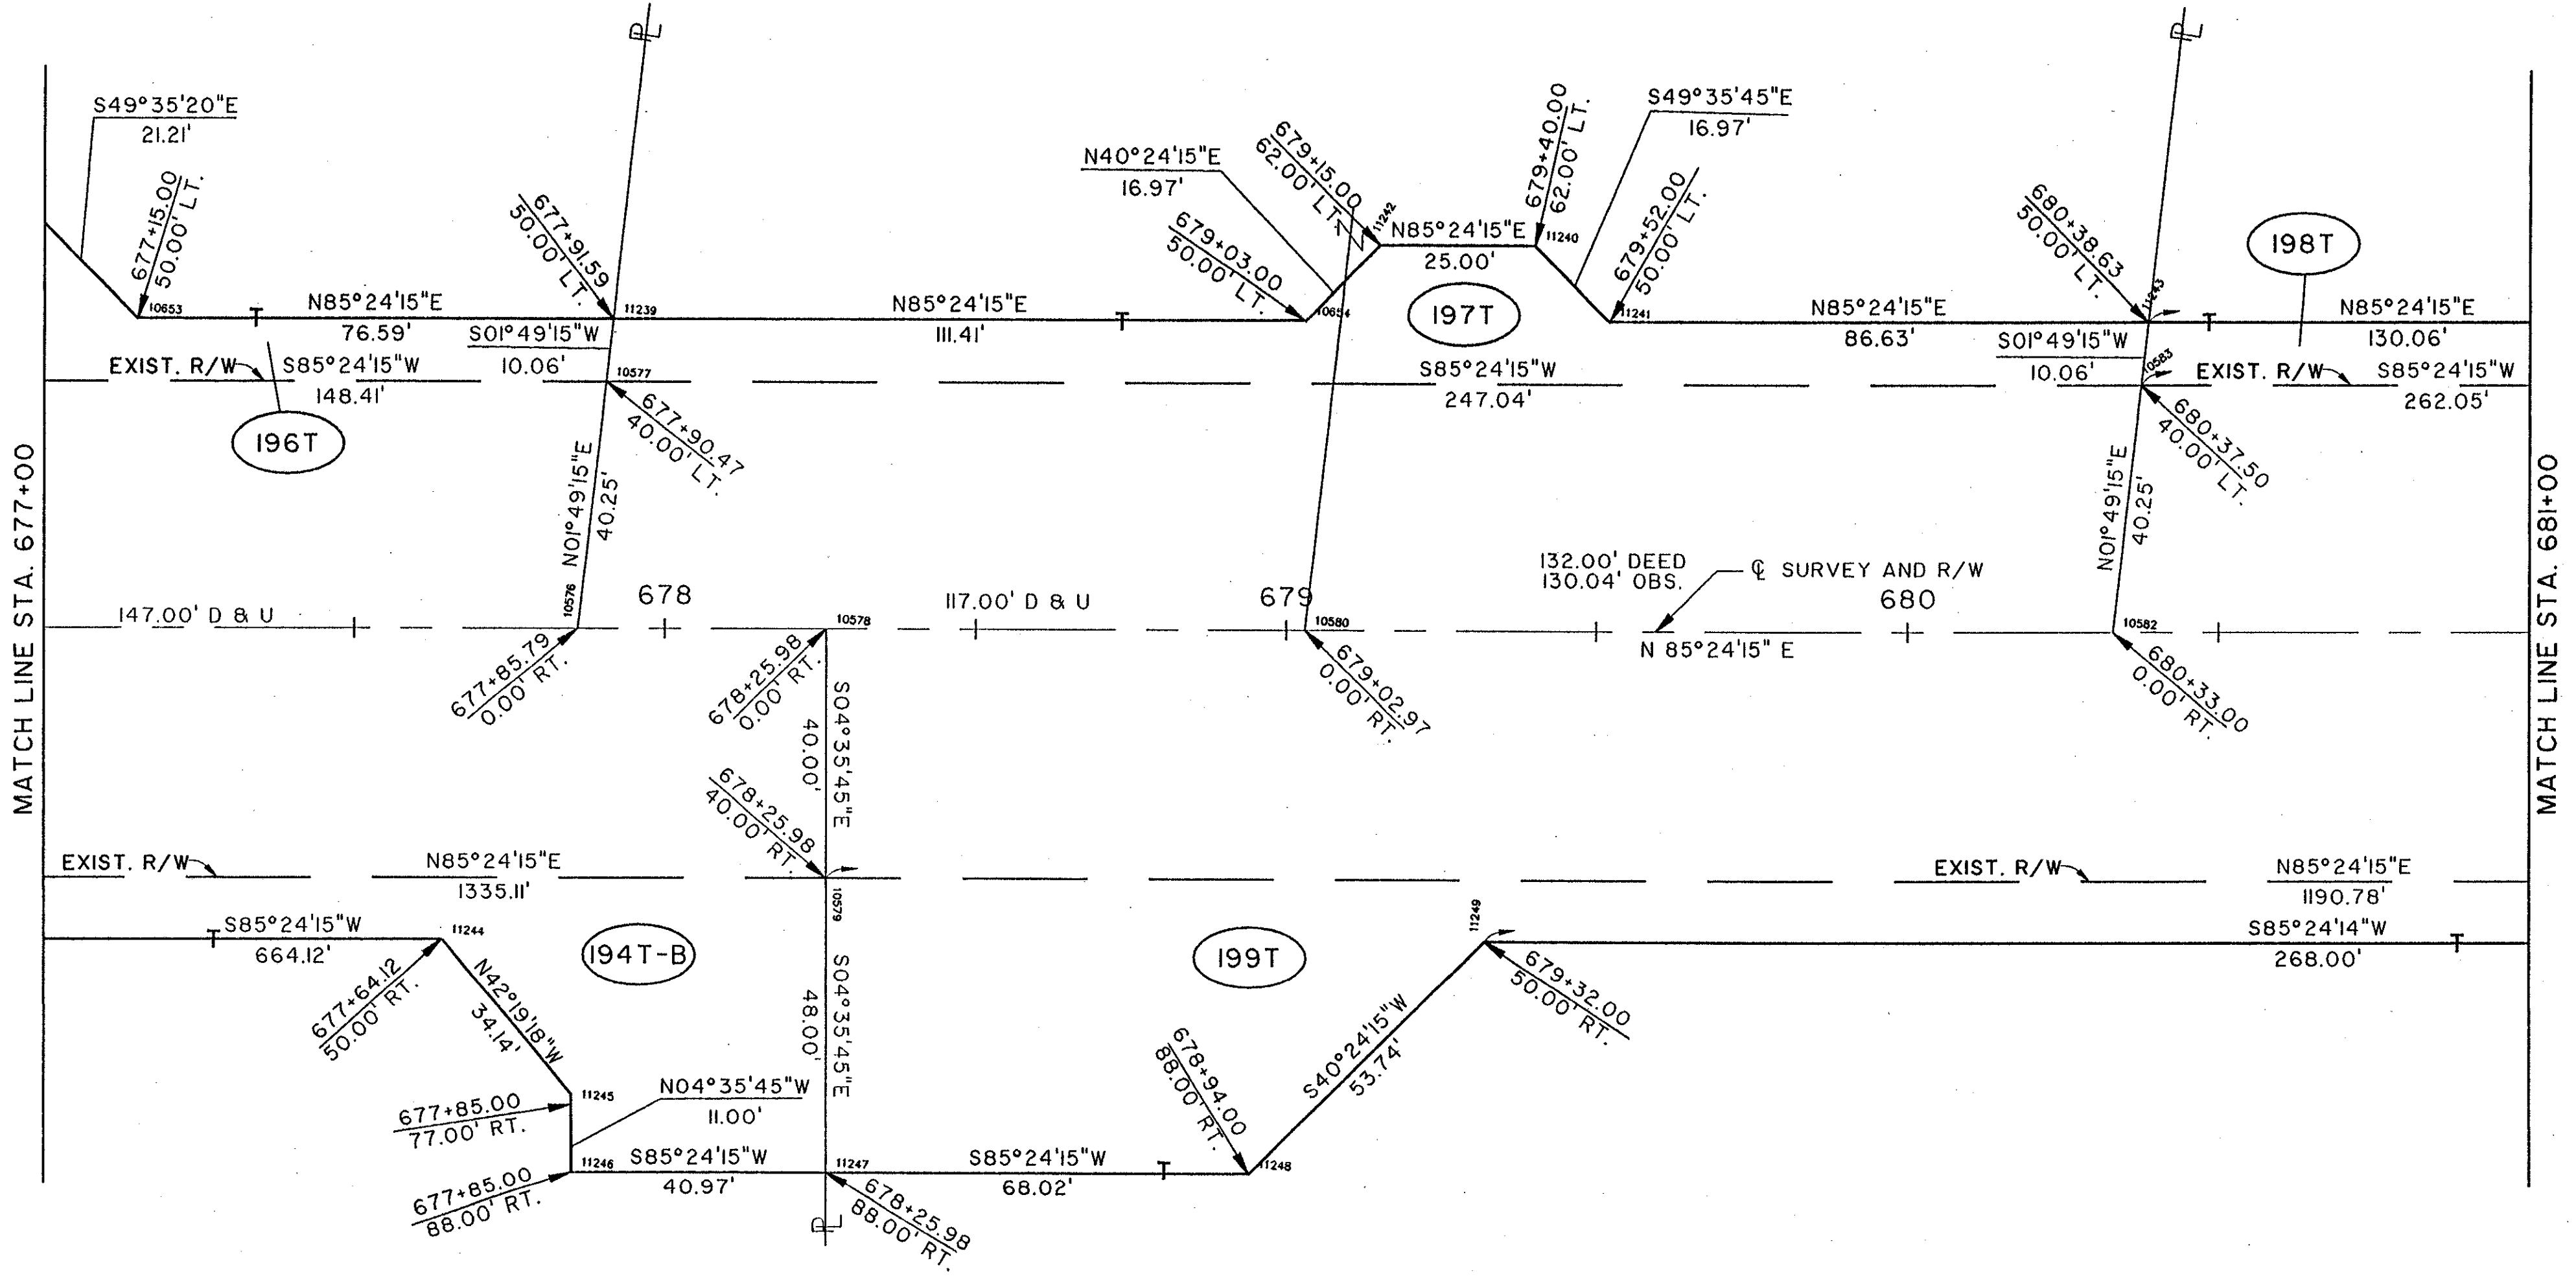 MATCH LINE STA. 677+00
S49°35'20"E
21.21'
677+15.00
50.00' LT.
10653
N85°24'15"E
76.59'
EXIST. R/W
S85°24'15"W
148.41'
196T
PL
677+91.59
50.00' LT.
11239
S01°49'15"W
10.06'
10577
677+90.47
40.00' LT.
N01°49'15"E
40.25'
10576
677+85.79
0.00' RT.
N85°24'15"E
111.41'
N40°24'15"E
16.97'
679+03.00
50.00' LT.
10654
679+15.00
62.00' LT.
11242
N85°24'15"E
25.00'
197T
679+40.00
62.00' LT.
11240
S49°35'45"E
16.97'
679+52.00
50.00' LT.
11241
S85°24'15"W
247.04'
N85°24'15"E
86.63'
PL
680+38.63
50.00' LT.
11243
S01°49'15"W
10.06'
10583
198T
N85°24'15"E
130.06'
EXIST. R/W
S85°24'15"W
262.05'
680+37.50
40.00' LT.
N01°49'15"E
40.25'
10582
680+33.00
0.00' RT.
147.00' D & U
678
10578
678+25.98
0.00' RT.
117.00' D & U
679
10580
679+02.97
0.00' RT.
132.00' DEED
130.04' OBS.
℄ SURVEY AND R/W
680
N 85°24'15" E
MATCH LINE STA. 681+00
S04°35'45"E
40.00'
678+25.98
40.00' RT.
10579
EXIST. R/W
N85°24'15"E
1335.11'
EXIST. R/W
N85°24'15"E
1190.78'
S85°24'15"W
664.12'
11244
677+64.12
50.00' RT.
N42°19'18"W
34.14'
194T-B
S04°35'45"E
48.00'
199T
11249
679+32.00
50.00' RT.
S85°24'14"W
268.00'
S40°24'15"W
53.74'
678+94.00
88.00' RT.
11248
677+85.00
77.00' RT.
11245
N04°35'45"W
11.00'
677+85.00
88.00' RT.
11246
S85°24'15"W
40.97'
11247
S85°24'15"W
68.02'
678+25.98
88.00' RT.
PL